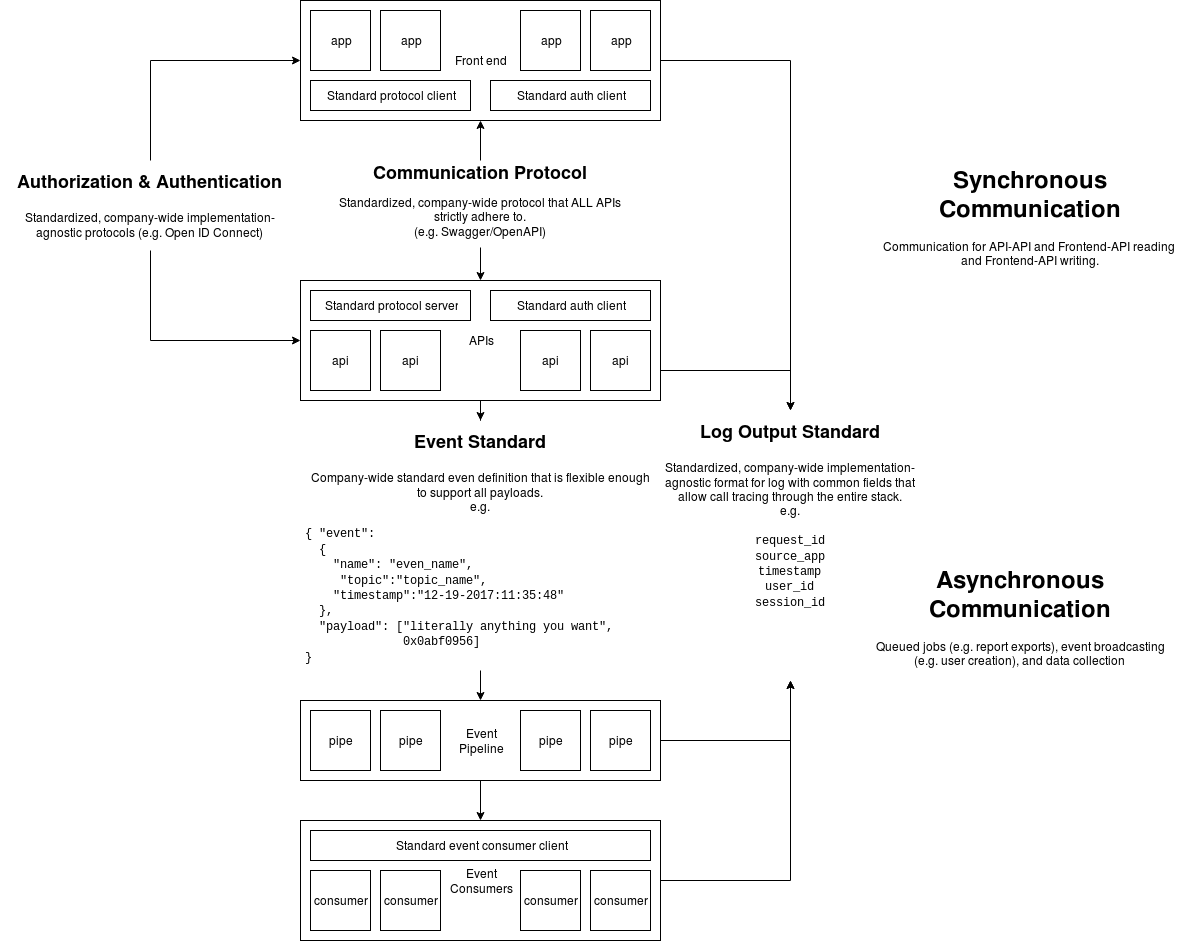 app
app
app
app
Front end
Standard protocol client
Standard auth client
Authorization & Authentication
Standardized, company-wide implementation-
agnostic protocols (e.g. Open ID Connect)
Communication Protocol
Standardized, company-wide protocol that ALL APIs
strictly adhere to.
(e.g. Swagger/OpenAPI)
Synchronous
Communication
Communication for API-API and Frontend-API reading
and Frontend-API writing.
Standard protocol server
Standard auth client
APIs
api
api
api
api
Event Standard
Company-wide standard even definition that is flexible enough
to support all payloads.
e.g.
{ "event":
  {
    "name": "even_name",
     "topic":"topic_name",
    "timestamp":"12-19-2017:11:35:48"
  },
  "payload": ["literally anything you want",
              0x0abf0956]
}
Log Output Standard
Standardized, company-wide implementation-
agnostic format for log with common fields that
allow call tracing through the entire stack.
e.g.
request_id
source_app
timestamp
user_id
session_id
Asynchronous
Communication
Queued jobs (e.g. report exports), event broadcasting
(e.g. user creation), and data collection
pipe
pipe
Event
Pipeline
pipe
pipe
Standard event consumer client
Event
Consumers
consumer
consumer
consumer
consumer